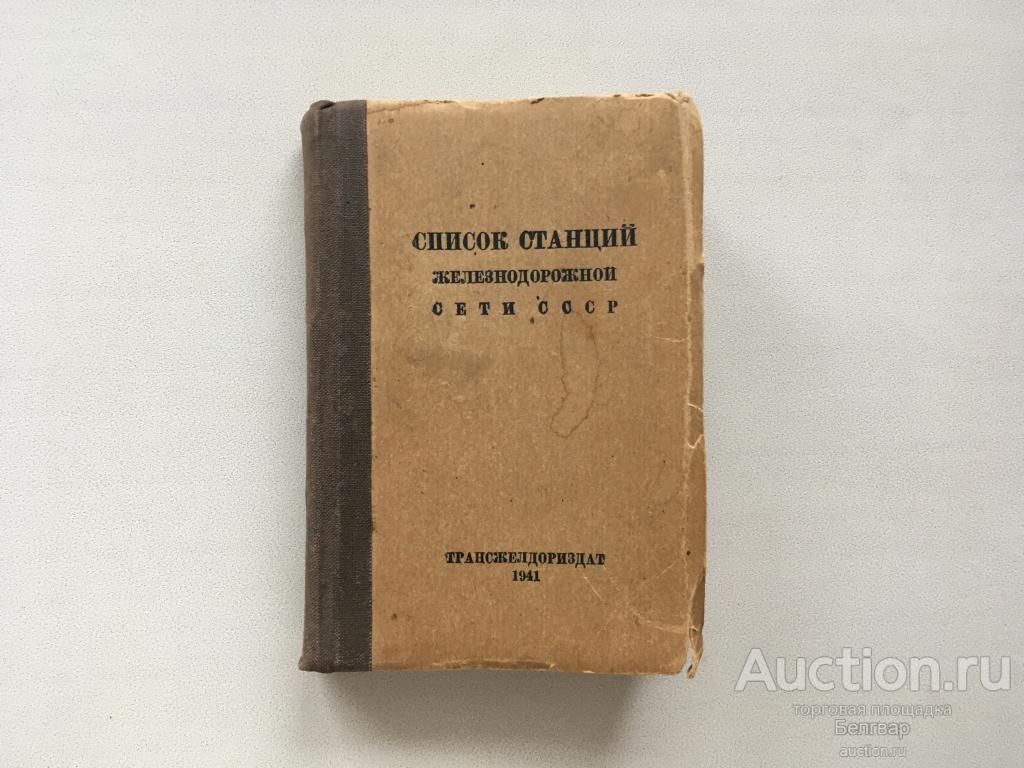 СПИСОК СТАНЦИЙ
ЖЕЛЕЗНОДОРОЖНОЙ
СЕТИ СССР
ТРАНСЖЕЛДОРИЗДАТ
1941
Auction.ru
торговая площадка
Белгвар
auction.ru